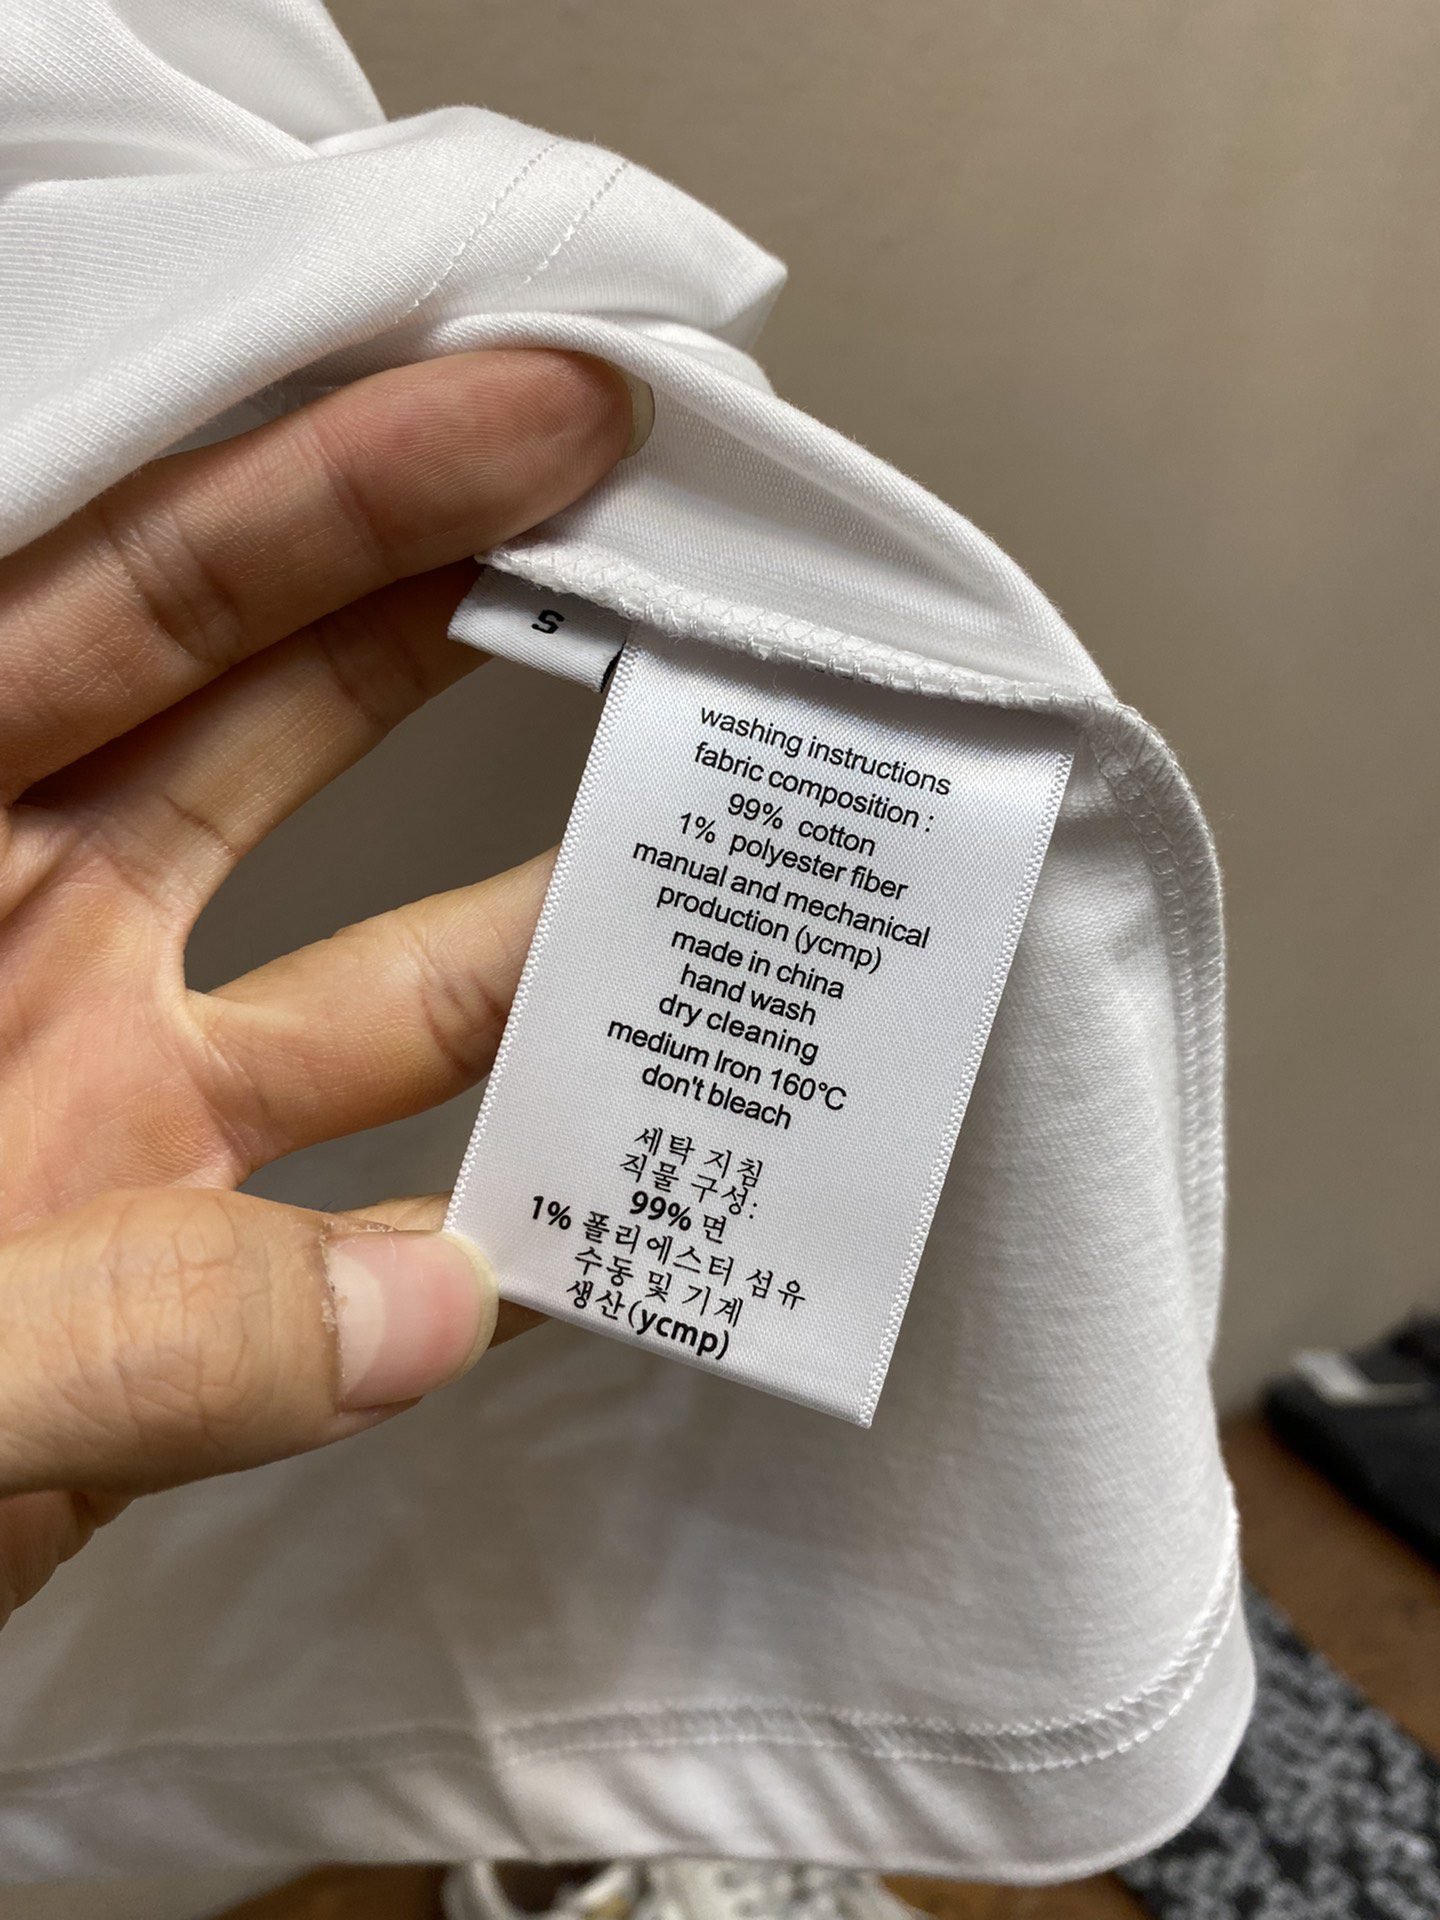 S
washing instructions
fabric composition :
99% cotton
1% polyester fiber
manual and mechanical
production (ycmp)
made in china
hand wash
dry cleaning
medium Iron 160°C
don't bleach
세탁 지침
직물 구성:
99% 면
1% 폴리에스터 섬유
수동 및 기계
생산(ycmp)